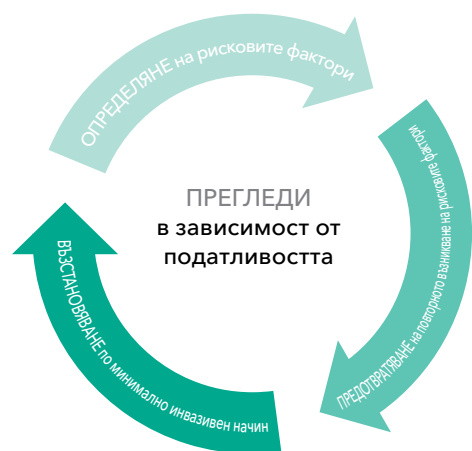 ОПРЕДЕЛЯНЕ на рисковите фактори
ПРЕДОТВРАТЯВАНЕ на повторното възникване на рисковите фактори
ВЪЗСТАНОВЯВАНЕ по минимално инвазивен начин
ПРЕГЛЕДИ
в зависимост от
податливостта